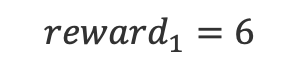 reward₁ = 6